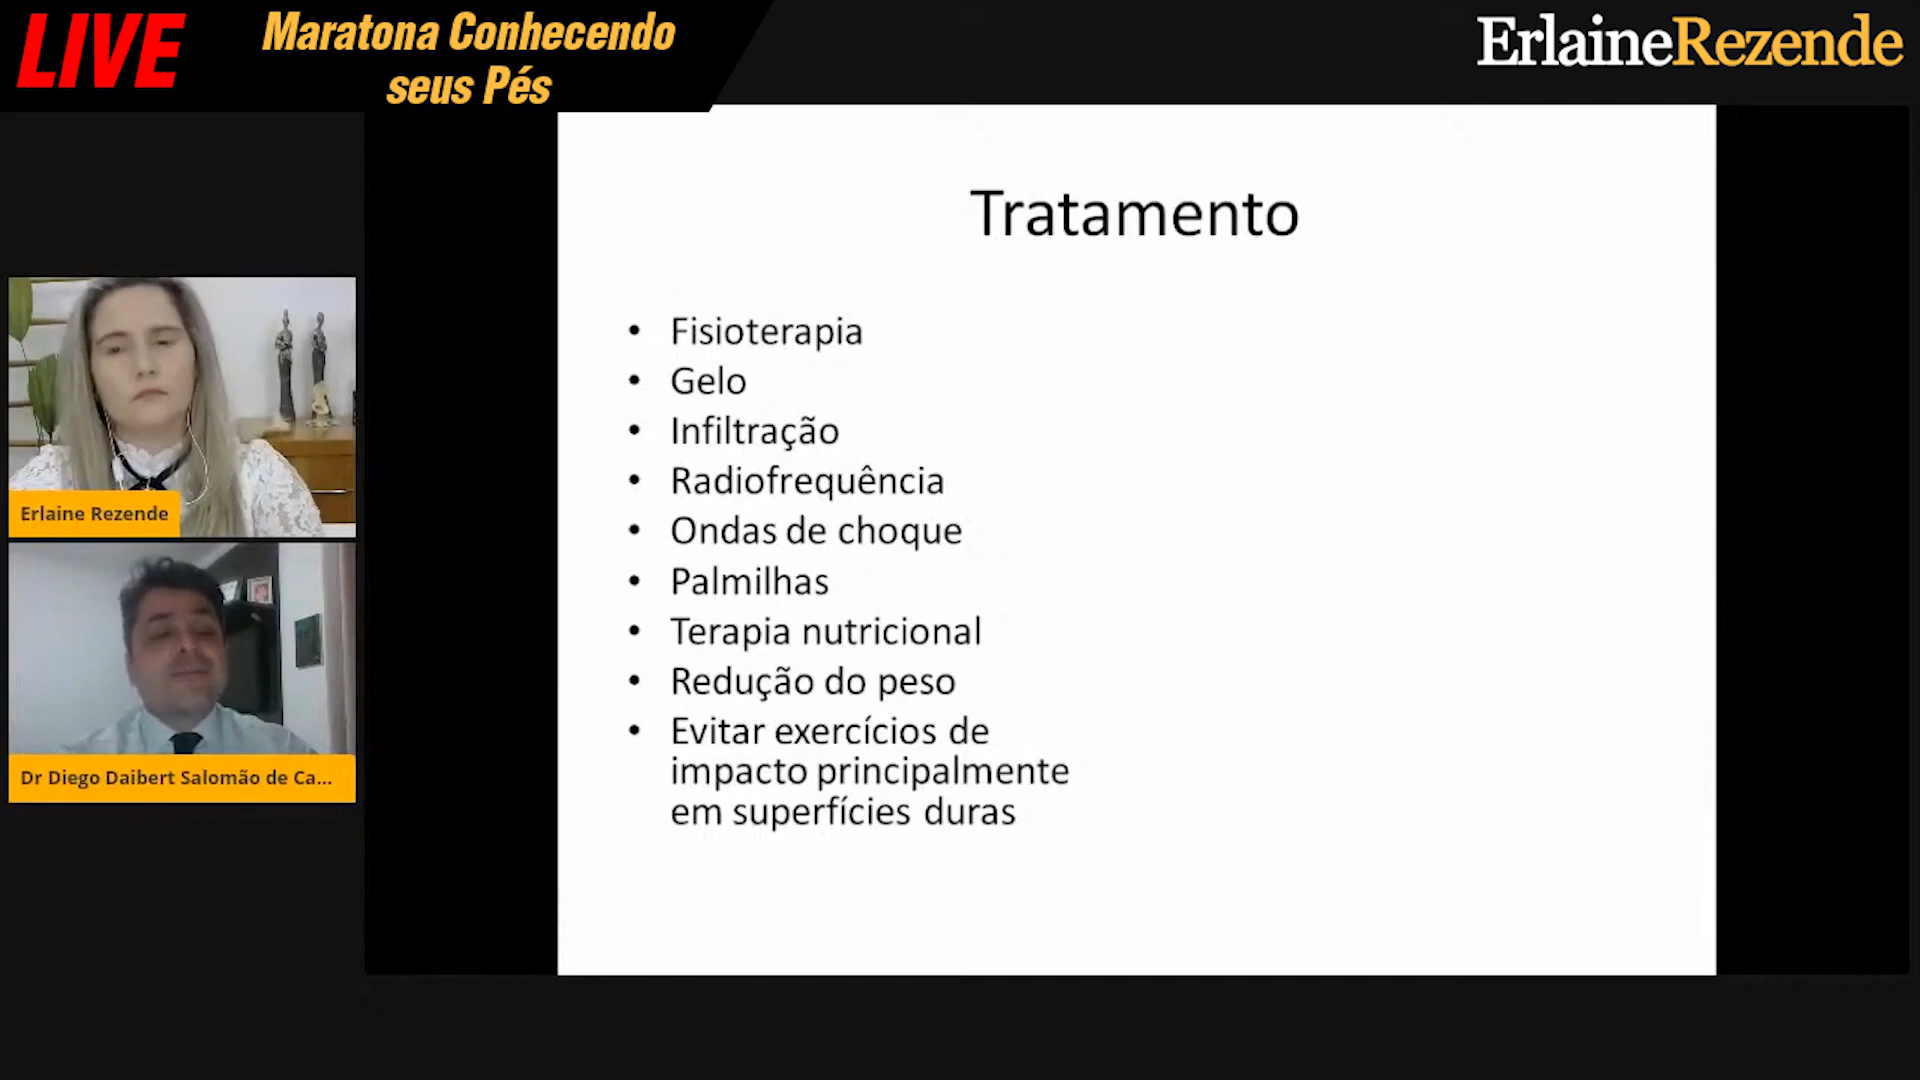 LIVE
Maratona Conhecendo
seus Pés
ErlaineRezende
Erlaine Rezende
Dr Diego Daibert Salomão de Ca...
Tratamento
• Fisioterapia
• Gelo
• Infiltração
• Radiofrequência
• Ondas de choque
• Palmilhas
• Terapia nutricional
• Redução do peso
• Evitar exercícios de
impacto principalmente
em superfícies duras